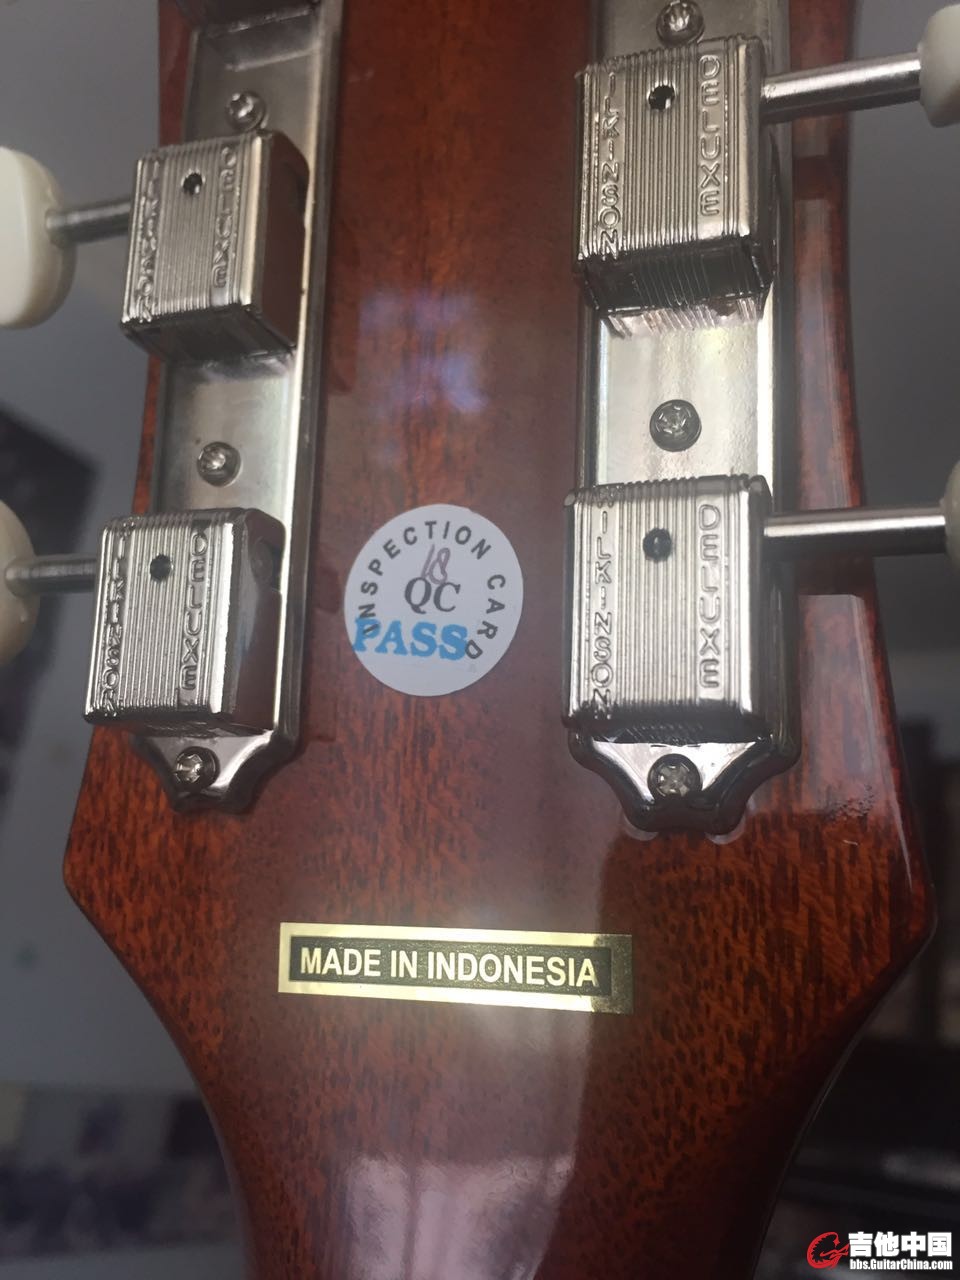 DELUXE
WILKINSON
DELUXE
WILKINSON
DELUXE
WILKINSON
DELUXE
WILKINSON
INSPECTION CARD
18
QC
PASS
MADE IN INDONESIA
吉他中国
bbs.GuitarChina.com